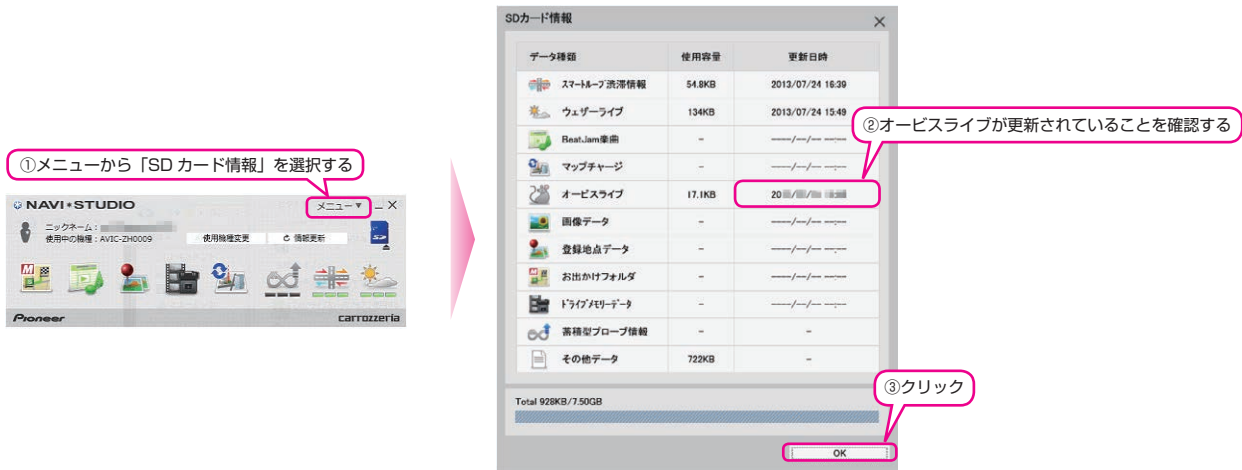 ①メニューから「SD カード情報」を選択する
NAVI*STUDIO
メニュー▼ _ ×
ニックネーム：
使用中の機種：AVIC-ZH0009
使用機種変更
情報更新
Pioneer
carrozzeria
SDカード情報 ×
データ種類 使用容量 更新日時
スマートループ渋滞情報 54.8KB 2013/07/24 16:39
ウェザーライブ 134KB 2013/07/24 15:49
BeatJam楽曲 - ----/--/-- --:--
マップチャージ - ----/--/-- --:--
オービスライブ 17.1KB 20
画像データ - ----/--/-- --:--
登録地点データ - ----/--/-- --:--
お出かけフォルダ - ----/--/-- --:--
ドライブメモリーデータ - ----/--/-- --:--
蓄積型プローブ情報 - -
その他データ 722KB -
②オービスライブが更新されていることを確認する
Total 928KB/7.50GB
③クリック
OK